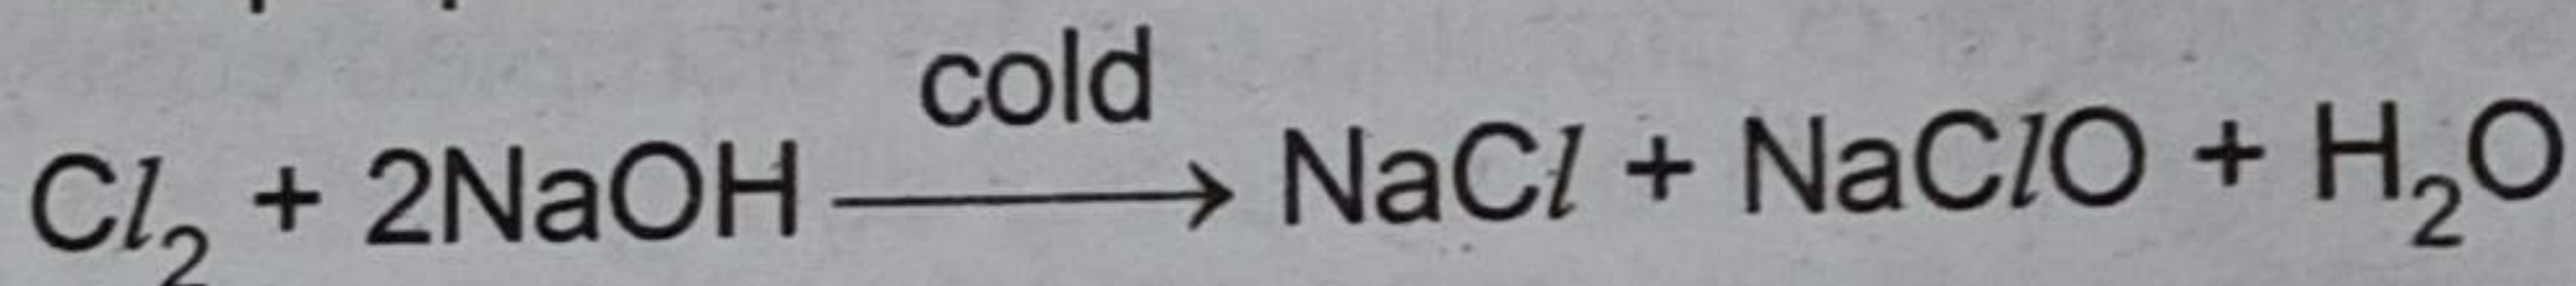 Cl₂ + 2NaOH ⟶ NaCl + NaClO + H₂O
cold